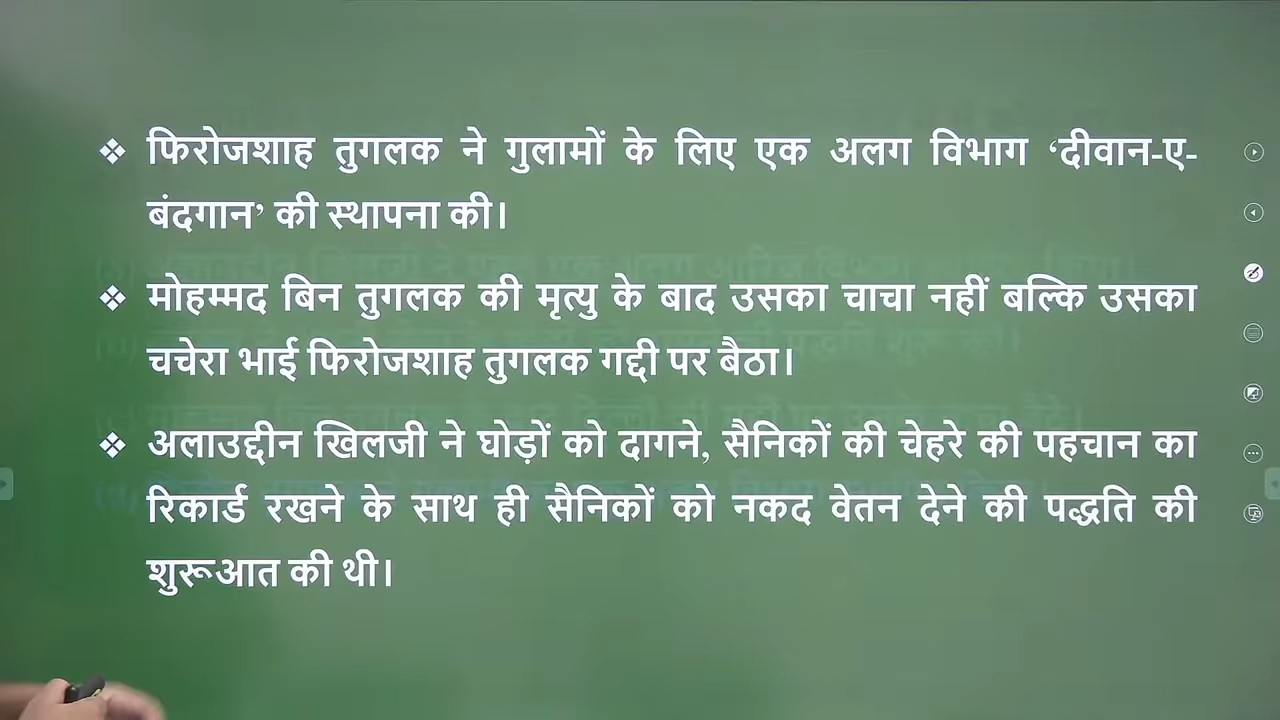 ❖ फिरोजशाह तुगलक ने गुलामों के लिए एक अलग विभाग ‘दीवान-ए-
बंदगान’ की स्थापना की।
❖ मोहम्मद बिन तुगलक की मृत्यु के बाद उसका चाचा नहीं बल्कि उसका
चचेरा भाई फिरोजशाह तुगलक गद्दी पर बैठा।
❖ अलाउद्दीन खिलजी ने घोड़ों को दागने, सैनिकों की चेहरे की पहचान का
रिकार्ड रखने के साथ ही सैनिकों को नकद वेतन देने की पद्धति की
शुरूआत की थी।